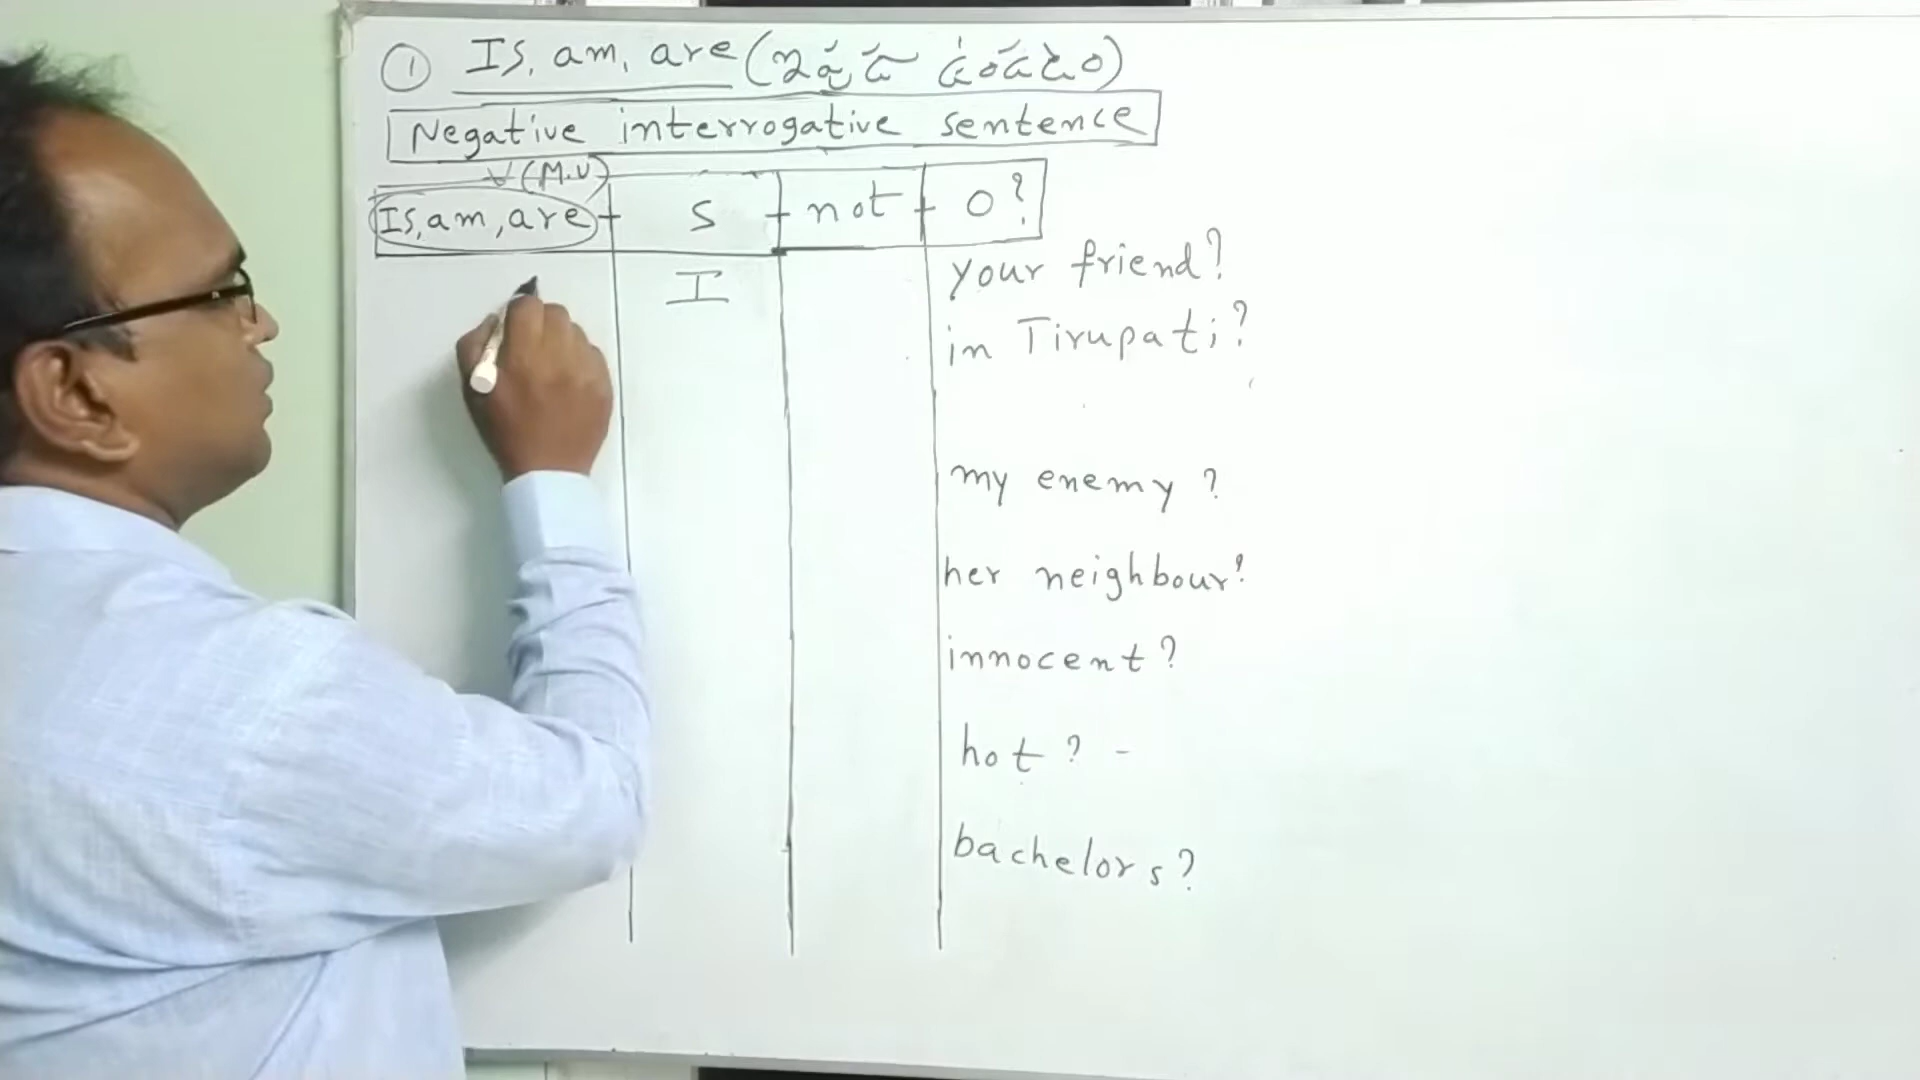 ① Is, am, are (
Negative interrogative sentence
V (M.V)
Is, am, are + S + not + O?
I your friend?
in Tirupati?
my enemy?
her neighbour?
innocent?
hot? -
bachelors?